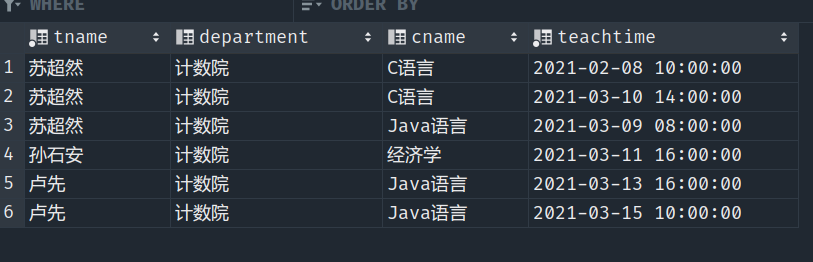 WHERE ORDER BY
tname department cname teachtime
1 苏超然 计数院 C语言 2021-02-08 10:00:00
2 苏超然 计数院 C语言 2021-03-10 14:00:00
3 苏超然 计数院 Java语言 2021-03-09 08:00:00
4 孙石安 计数院 经济学 2021-03-11 16:00:00
5 卢先 计数院 Java语言 2021-03-13 16:00:00
6 卢先 计数院 Java语言 2021-03-15 10:00:00